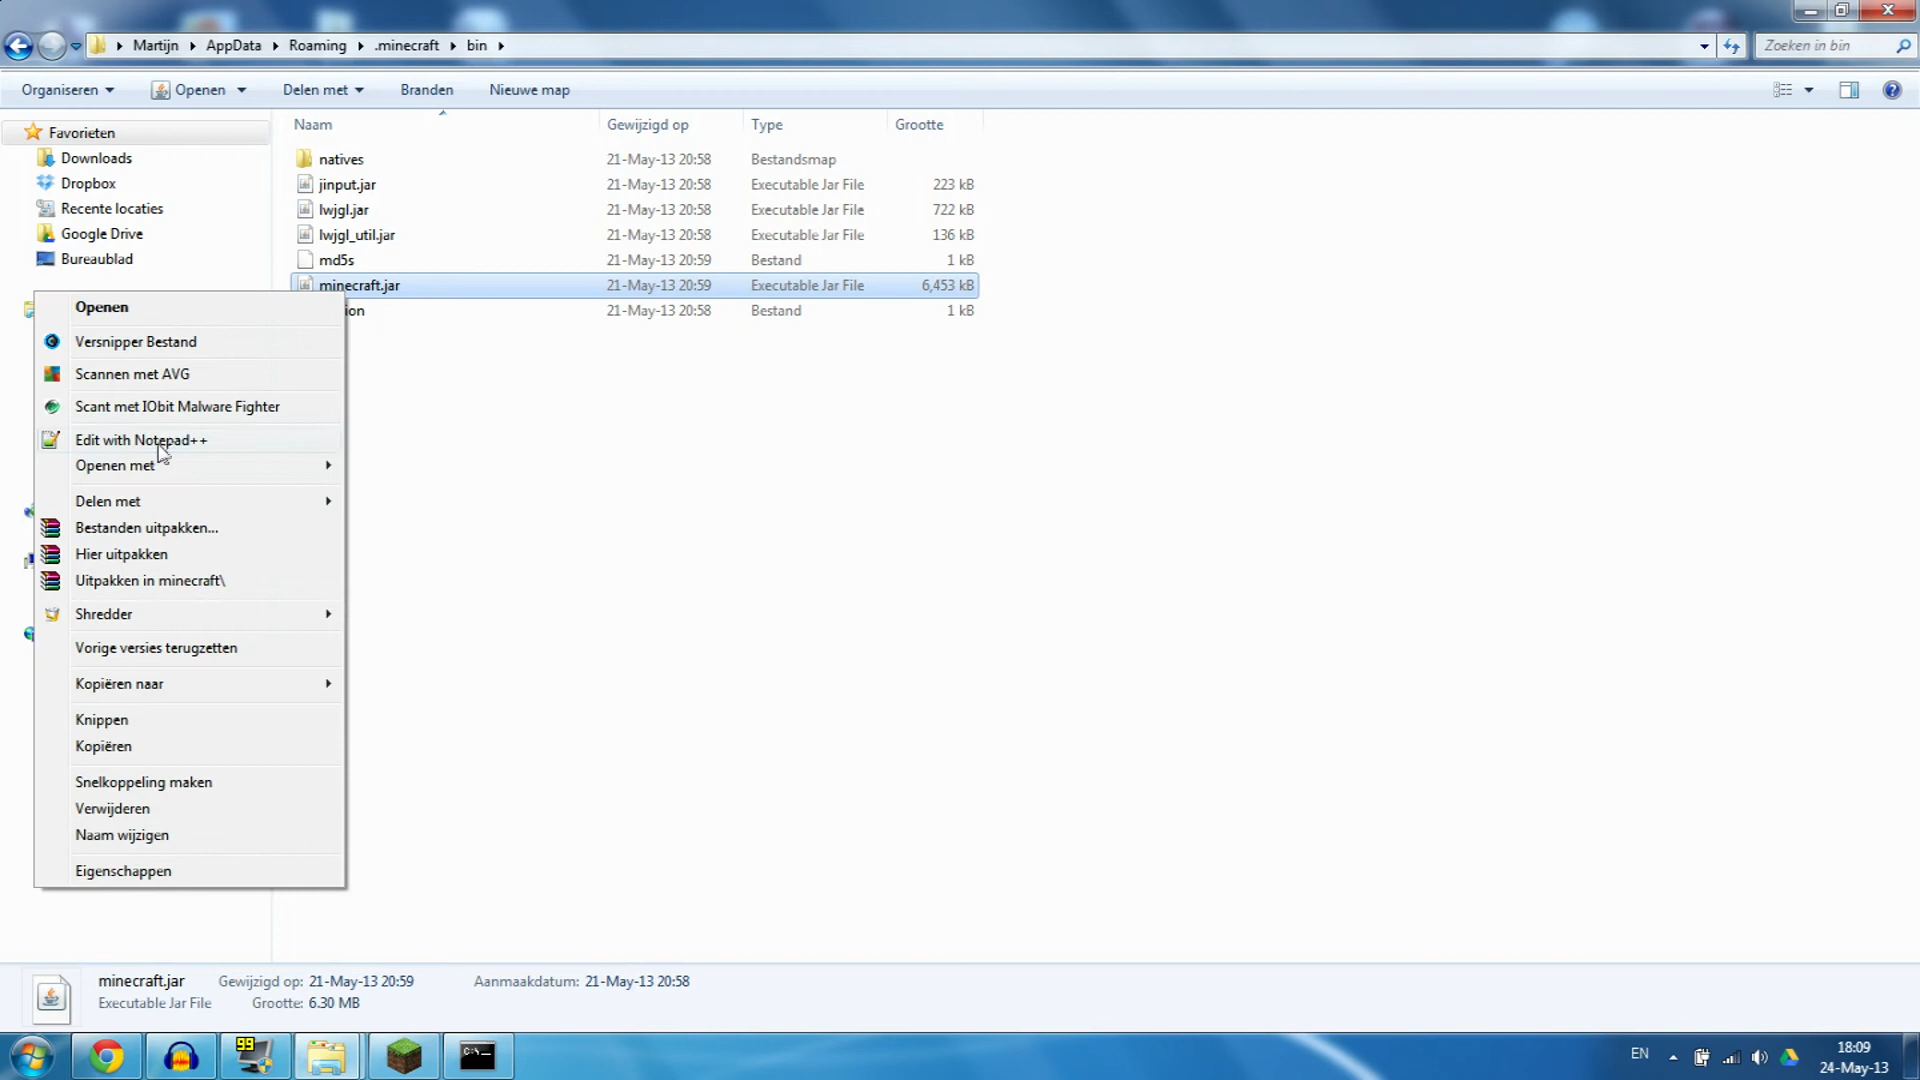 Martijn AppData Roaming .minecraft bin
Zoeken in bin
Organiseren Openen Delen met Branden Nieuwe map
Naam Gewijzigd op Type Grootte
Favorieten
Downloads
Dropbox
Recente locaties
Google Drive
Bureaublad
natives 21-May-13 20:58 Bestandsmap
jinput.jar 21-May-13 20:58 Executable Jar File 223 kB
lwjgl.jar 21-May-13 20:58 Executable Jar File 722 kB
lwjgl_util.jar 21-May-13 20:58 Executable Jar File 136 kB
md5s 21-May-13 20:59 Bestand 1 kB
minecraft.jar 21-May-13 20:59 Executable Jar File 6,453 kB
ion 21-May-13 20:58 Bestand 1 kB
Openen
Versnipper Bestand
Scannen met AVG
Scant met IObit Malware Fighter
Edit with Notepad++
Openen met
Delen met
Bestanden uitpakken...
Hier uitpakken
Uitpakken in minecraft\
Shredder
Vorige versies terugzetten
Kopiëren naar
Knippen
Kopiëren
Snelkoppeling maken
Verwijderen
Naam wijzigen
Eigenschappen
minecraft.jar Gewijzigd op: 21-May-13 20:59 Aanmaakdatum: 21-May-13 20:58
Executable Jar File Grootte: 6.30 MB
99
C:\.
EN
18:09
24-May-13